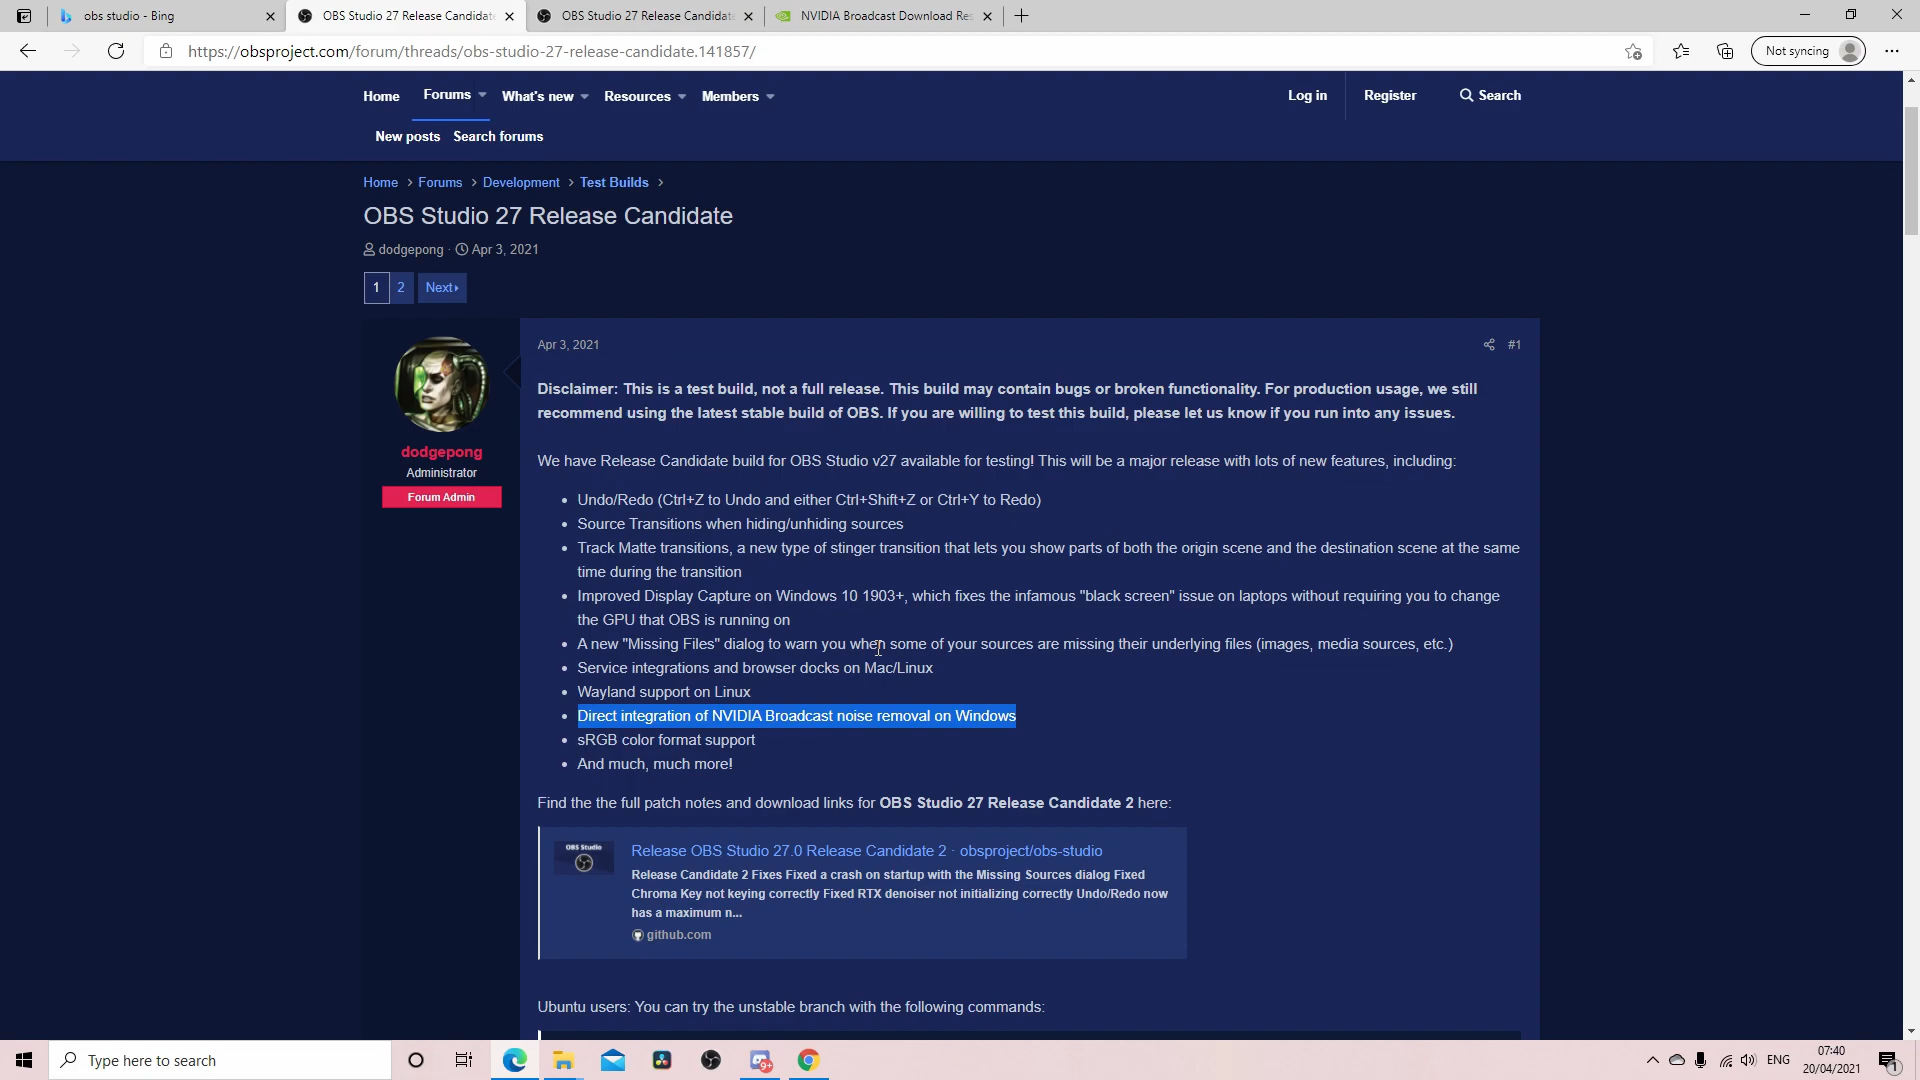 obs studio - Bing
OBS Studio 27 Release Candidate
OBS Studio 27 Release Candidate
NVIDIA Broadcast Download Res
https://obsproject.com/forum/threads/obs-studio-27-release-candidate.141857/
Not syncing
Home Forums What's new Resources Members Log in Register Search
New posts Search forums
Home > Forums > Development > Test Builds >
OBS Studio 27 Release Candidate
dodgepong · Apr 3, 2021
1 2 Next
Apr 3, 2021 #1
Disclaimer: This is a test build, not a full release. This build may contain bugs or broken functionality. For production usage, we still
recommend using the latest stable build of OBS. If you are willing to test this build, please let us know if you run into any issues.
dodgepong
Administrator
Forum Admin
We have Release Candidate build for OBS Studio v27 available for testing! This will be a major release with lots of new features, including:
• Undo/Redo (Ctrl+Z to Undo and either Ctrl+Shift+Z or Ctrl+Y to Redo)
• Source Transitions when hiding/unhiding sources
• Track Matte transitions, a new type of stinger transition that lets you show parts of both the origin scene and the destination scene at the same
time during the transition
• Improved Display Capture on Windows 10 1903+, which fixes the infamous "black screen" issue on laptops without requiring you to change
the GPU that OBS is running on
• A new "Missing Files" dialog to warn you when some of your sources are missing their underlying files (images, media sources, etc.)
• Service integrations and browser docks on Mac/Linux
• Wayland support on Linux
• Direct integration of NVIDIA Broadcast noise removal on Windows
• sRGB color format support
• And much, much more!
Find the the full patch notes and download links for OBS Studio 27 Release Candidate 2 here:
OBS Studio
Release OBS Studio 27.0 Release Candidate 2 · obsproject/obs-studio
Release Candidate 2 Fixes Fixed a crash on startup with the Missing Sources dialog Fixed
Chroma Key not keying correctly Fixed RTX denoiser not initializing correctly Undo/Redo now
has a maximum n...
github.com
Ubuntu users: You can try the unstable branch with the following commands:
Type here to search
9+
ENG
07:40
20/04/2021
1